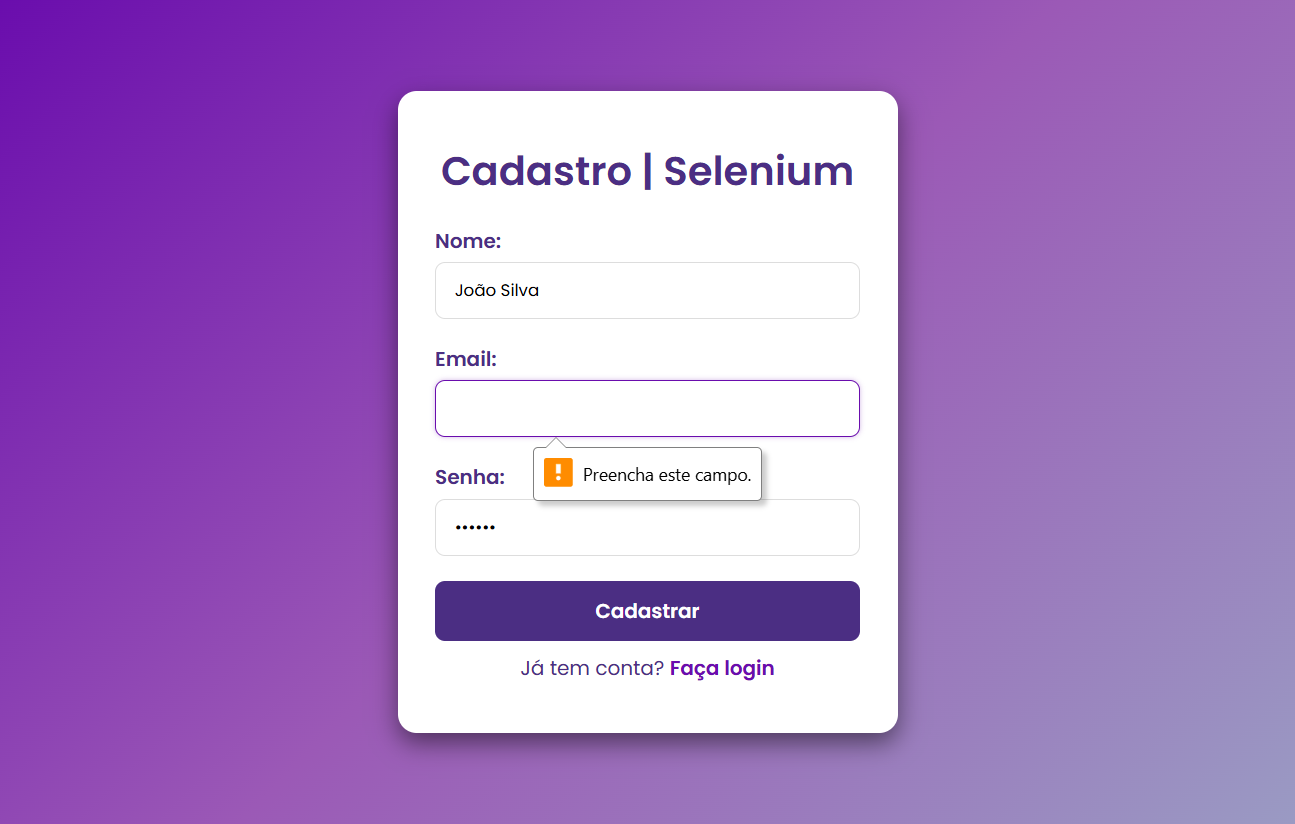 Cadastro | Selenium
Nome:
João Silva
Email:
Preencha este campo.
Senha:
••••••
Cadastrar
Já tem conta? Faça login